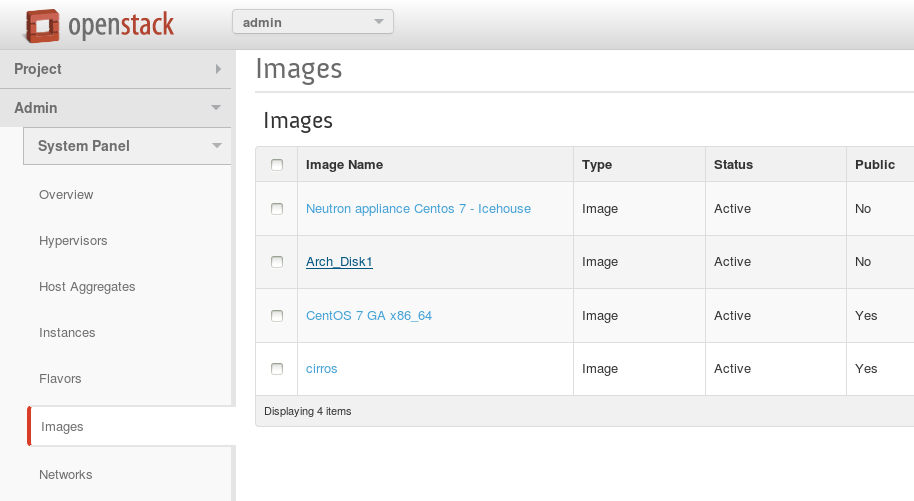 openstack
admin
Project
Admin
System Panel
Overview
Hypervisors
Host Aggregates
Instances
Flavors
Images
Networks
Images
Images
Image Name Type Status Public
Neutron appliance Centos 7 - Icehouse Image Active No
Arch_Disk1 Image Active No
CentOS 7 GA x86_64 Image Active Yes
cirros Image Active Yes
Displaying 4 items